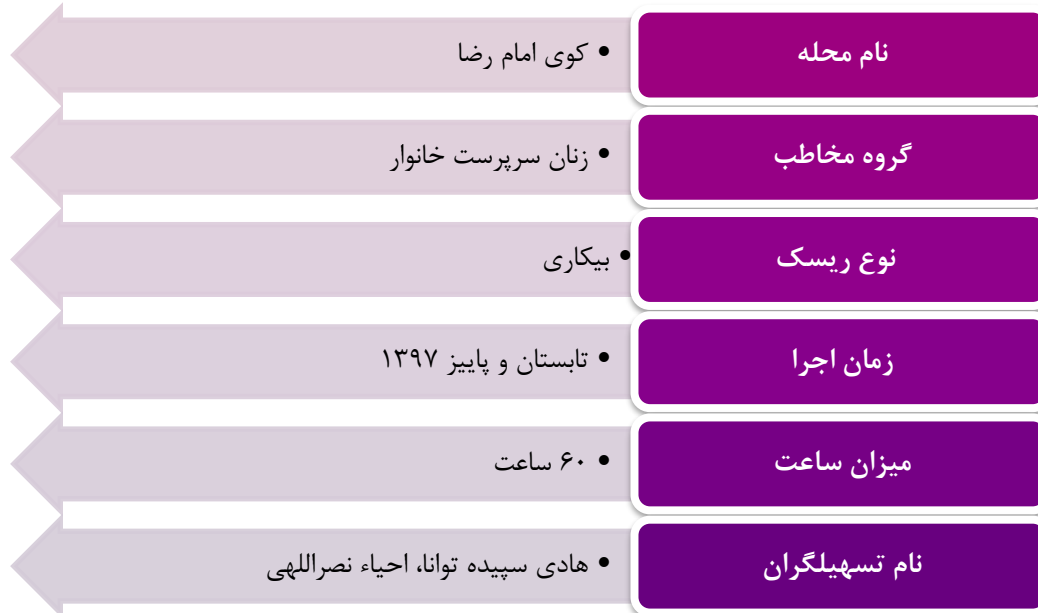 نام محله
• کوی امام رضا
گروه مخاطب
• زنان سرپرست خانوار
نوع ریسک
• بیکاری
زمان اجرا
• تابستان و پاییز ۱۳۹۷
میزان ساعت
• ۶۰ ساعت
نام تسهیلگران
• هادی سپیده توانا، احیاء نصراللهی